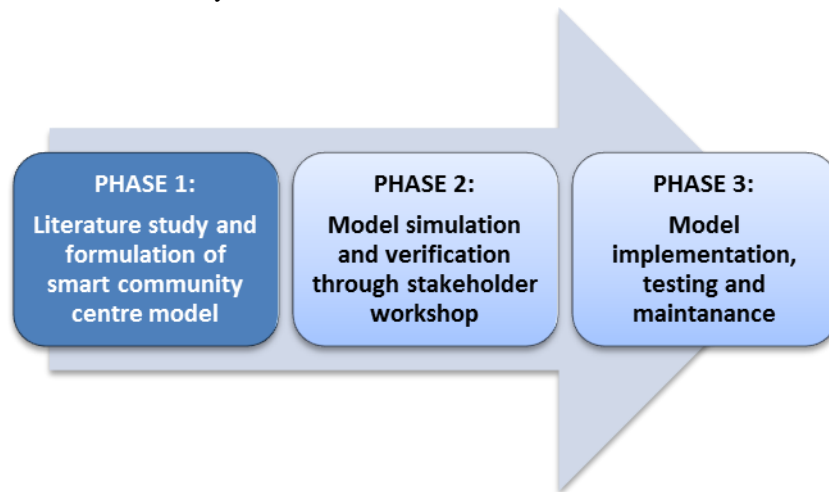 PHASE 1:
Literature study and
formulation of
smart community
centre model
PHASE 2:
Model simulation
and verification
through stakeholder
workshop
PHASE 3:
Model
implementation,
testing and
maintanance